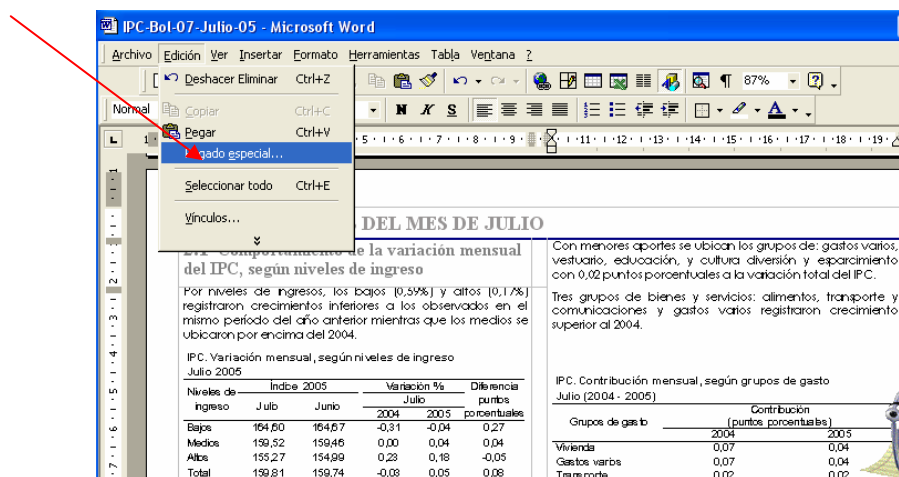 IPC-Bol-07-Julio-05 - Microsoft Word
Archivo Edición Ver Insertar Formato Herramientas Tabla Ventana ?
Deshacer Eliminar Ctrl+Z
87%
Normal
Copiar Ctrl+C
N K S
Pegar Ctrl+V
Pegado especial...
Seleccionar todo Ctrl+E
Vínculos...
DEL MES DE JULIO
2.1 Comportamiento de la variación mensual
del IPC, según niveles de ingreso
Por niveles de ingresos, los bajos (0,59%) y altos (0,17%)
registraron crecimientos inferiores a los observados en el
mismo período del año anterior mientras que los medios se
ubicaron por encima del 2004.
IPC. Variación mensual, según niveles de ingreso
Julio 2005
Niveles de ingreso Índice 2005 Variación % Diferencia puntos porcentuales
Julio
Julio Junio 2004 2005
Bajos 164,60 164,67 -0,31 -0,04 0,27
Medios 159,52 159,46 0,00 0,04 0,04
Altos 155,27 154,99 0,23 0,18 -0,05
Total 159,81 159,74 -0,03 0,05 0,08
Con menores aportes se ubican los grupos de: gastos varios,
vestuario, educación, y cultura diversión y esparcimiento
con 0,02 puntos porcentuales a la variación total del IPC.
Tres grupos de bienes y servicios: alimentos, transporte y
comunicaciones y gastos varios registraron crecimiento
superior al 2004.
IPC. Contribución mensual, según grupos de gasto
Julio (2004 - 2005)
Grupos de gasto Contribución
(puntos porcentuales)
2004 2005
Vivienda 0,07 0,04
Gastos varios 0,07 0,04
Transporte 0,02 0,02